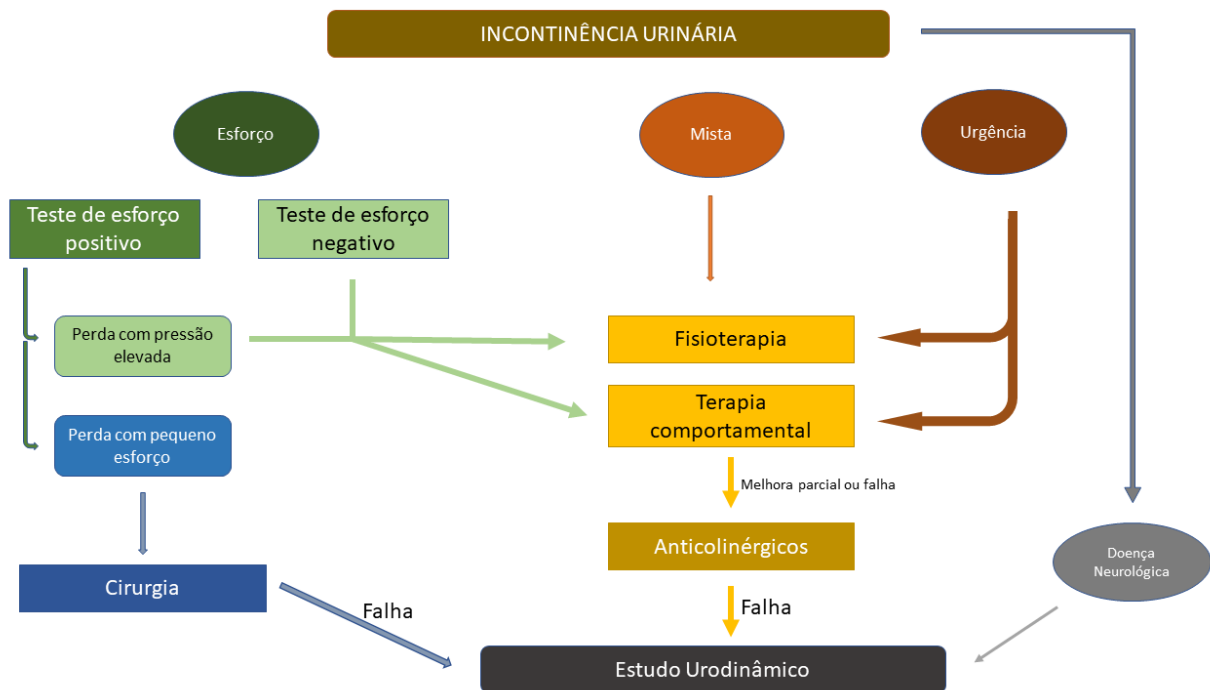 INCONTINÊNCIA URINÁRIA
Esforço
Mista
Urgência
Teste de esforço
positivo
Teste de esforço
negativo
Perda com pressão
elevada
Fisioterapia
Perda com pequeno
esforço
Terapia
comportamental
Melhora parcial ou falha
Anticolinérgicos
Doença
Neurológica
Cirurgia
Falha
Falha
Estudo Urodinâmico